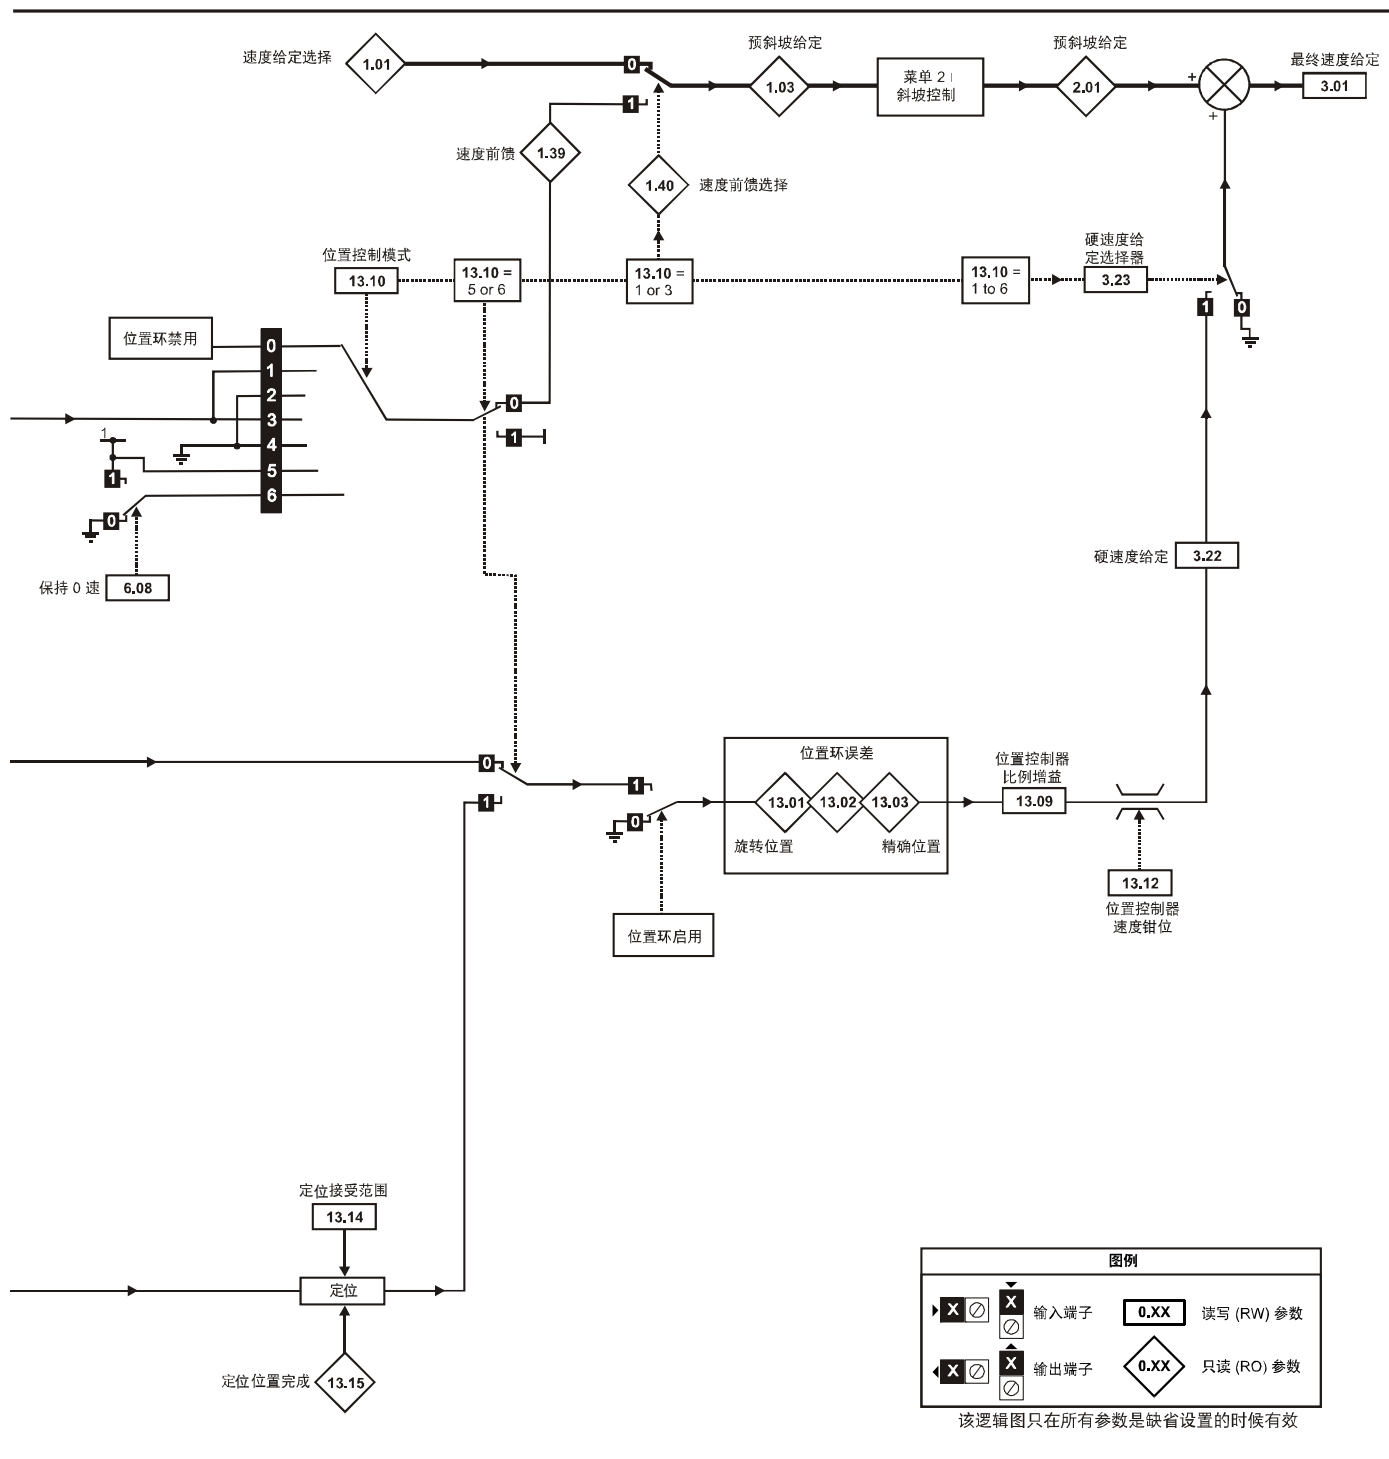 速度给定选择
1.01
0
预斜坡给定
1.03
菜单 2
斜坡控制
预斜坡给定
2.01
+
+
最终速度给定
3.01
1
速度前馈
1.39
1.40
速度前馈选择
位置控制模式
13.10
13.10 =
5 or 6
13.10 =
1 or 3
13.10 =
1 to 6
硬速度给
定选择器
3.23
1
0
位置环禁用
0
1
2
3
4
5
6
0
1
1
1
0
保持 0 速
6.08
硬速度给定
3.22
0
1
1
0
位置环误差
13.01
13.02
13.03
旋转位置
精确位置
位置控制器
比例增益
13.09
13.12
位置控制器
速度钳位
位置环启用
定位接受范围
13.14
定位
定位位置完成
13.15
图例
X
X
输入端子
0.XX
读写 (RW) 参数
X
X
输出端子
0.XX
只读 (RO) 参数
该逻辑图只在所有参数是缺省设置的时候有效